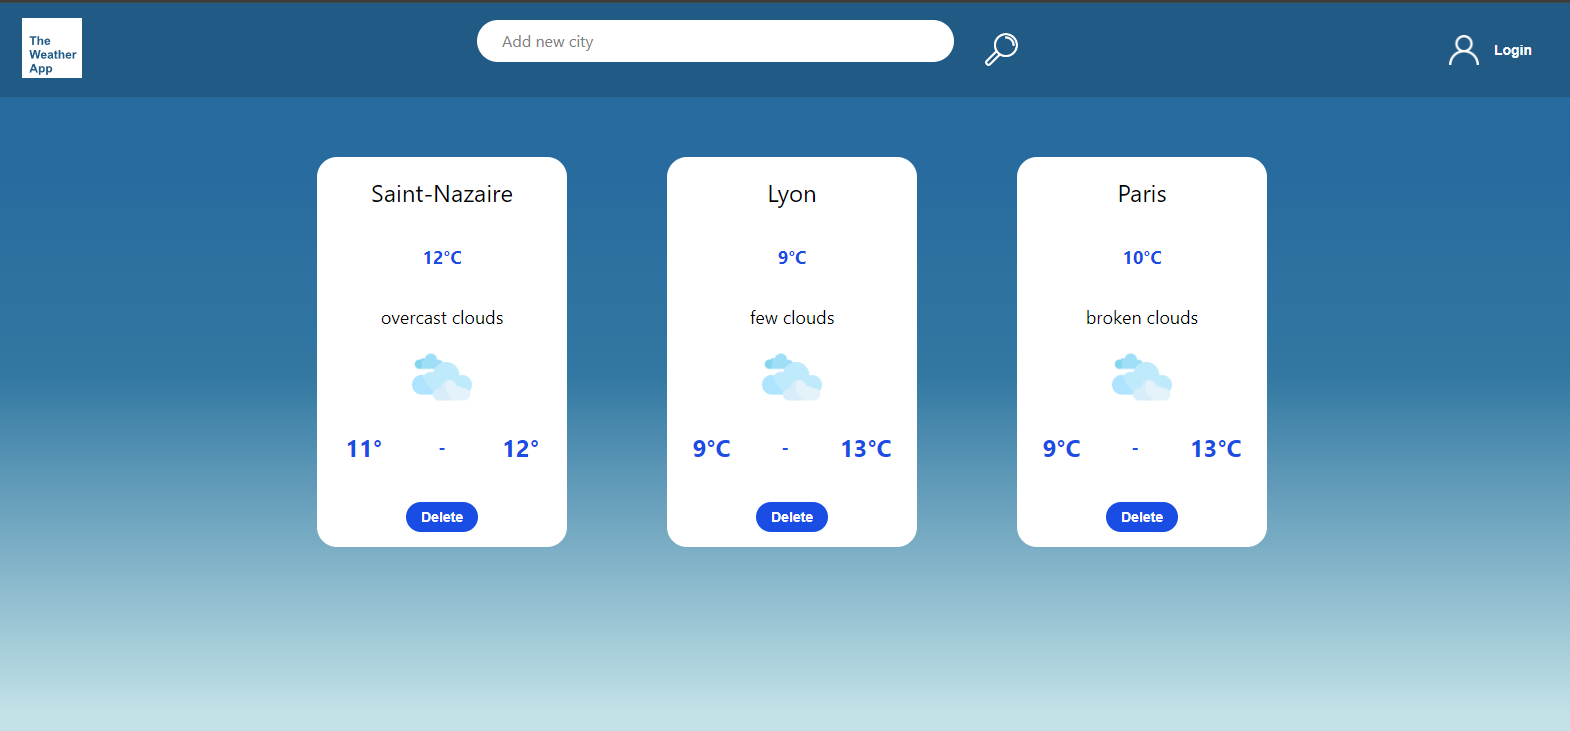 The
Weather
App
Add new city
Login
Saint-Nazaire
12°C
overcast clouds
11° - 12°
Delete
Lyon
9°C
few clouds
9°C - 13°C
Delete
Paris
10°C
broken clouds
9°C - 13°C
Delete